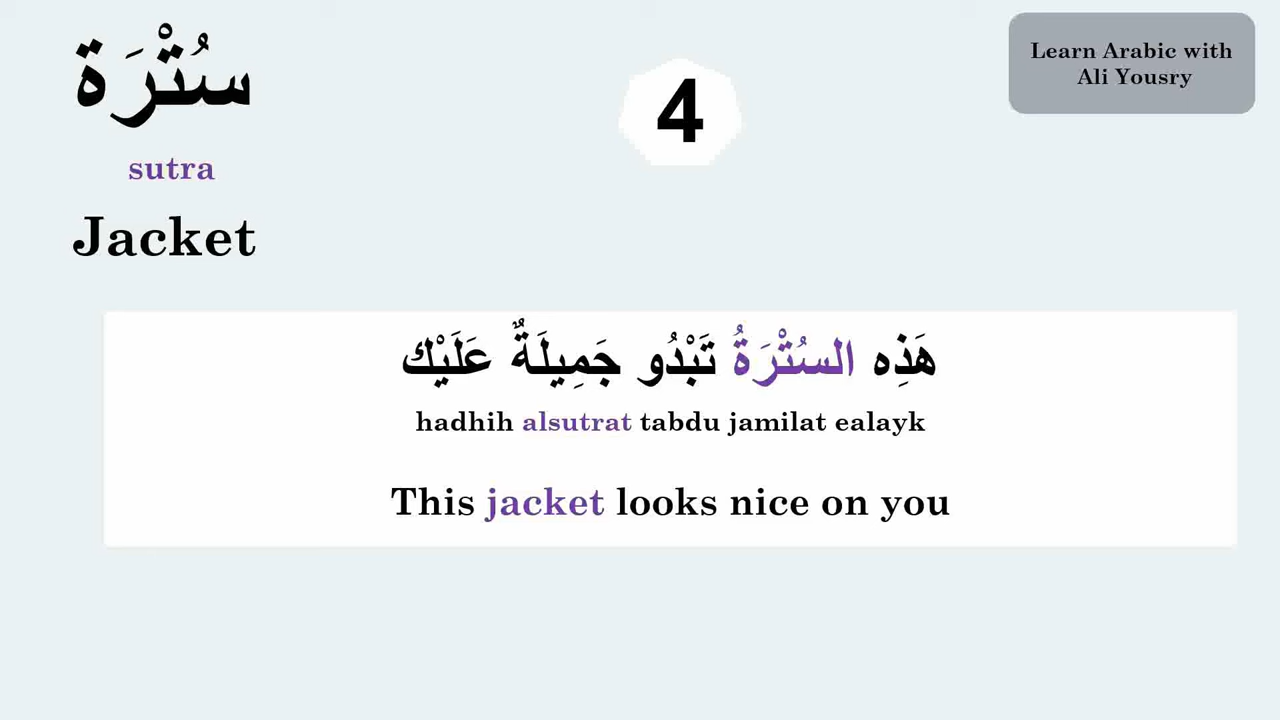 سُتْرَة
sutra
Jacket
4
Learn Arabic with
Ali Yousry
هَذِه السُتْرَةُ تَبْدُو جَمِيلَةٌ عَلَيْك
hadhih alsutrat tabdu jamilat ealayk
This jacket looks nice on you